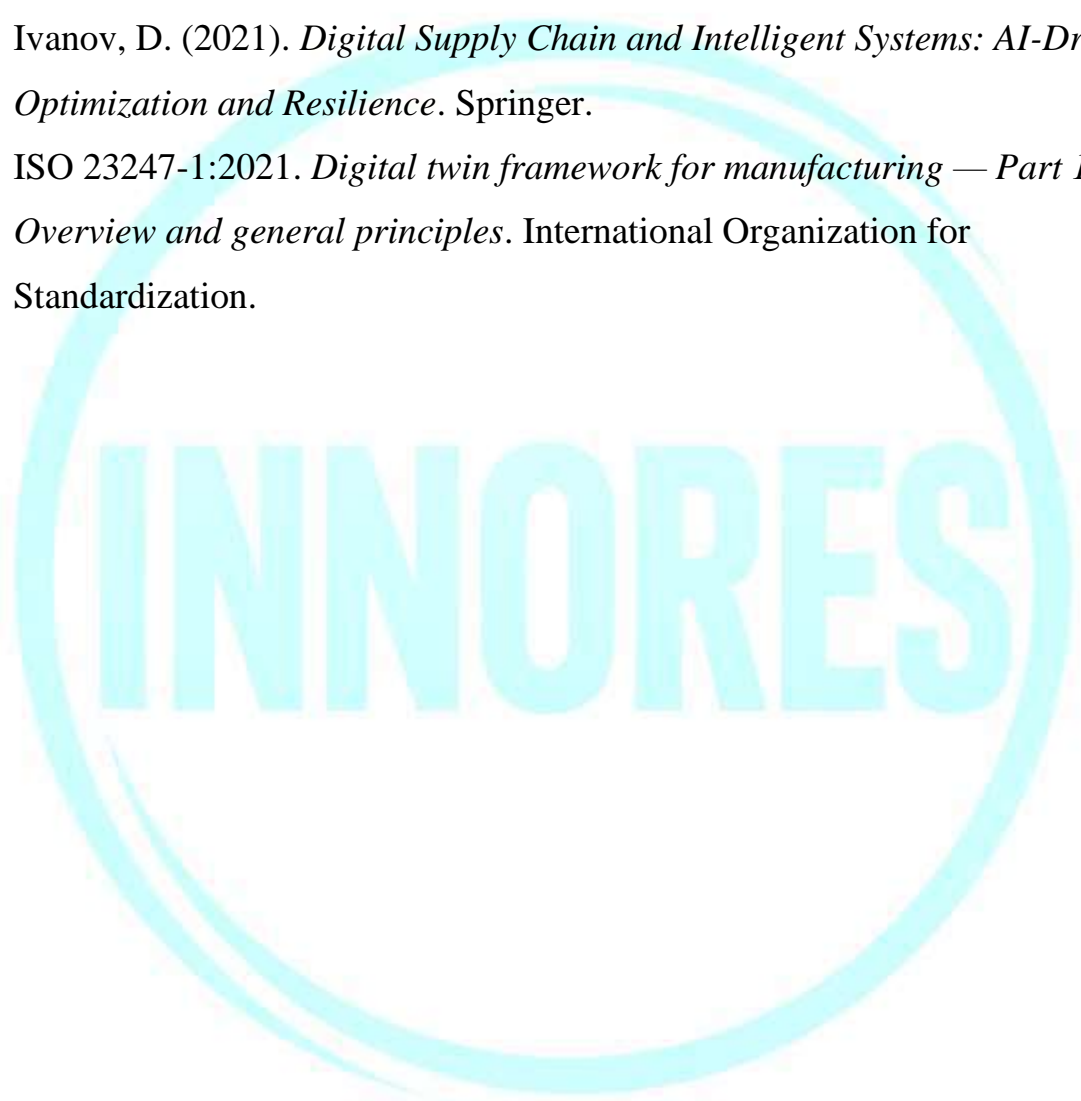 Ivanov, D. (2021). Digital Supply Chain and Intelligent Systems: AI-Dr
Optimization and Resilience. Springer.
ISO 23247-1:2021. Digital twin framework for manufacturing — Part 1
Overview and general principles. International Organization for
Standardization.
INNORES